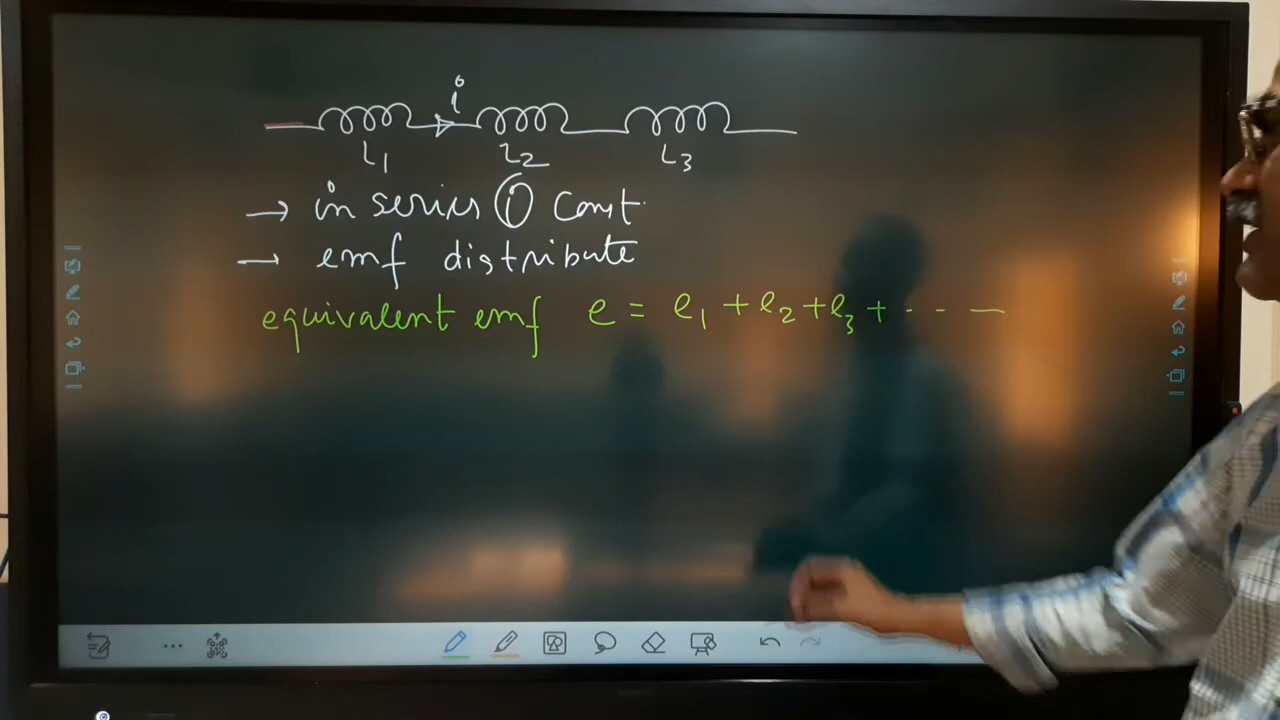 i
L1 L2 L3
→ in series i const.
→ emf distribute
equivalent emf e = e1 + e2 + e3 + - - —